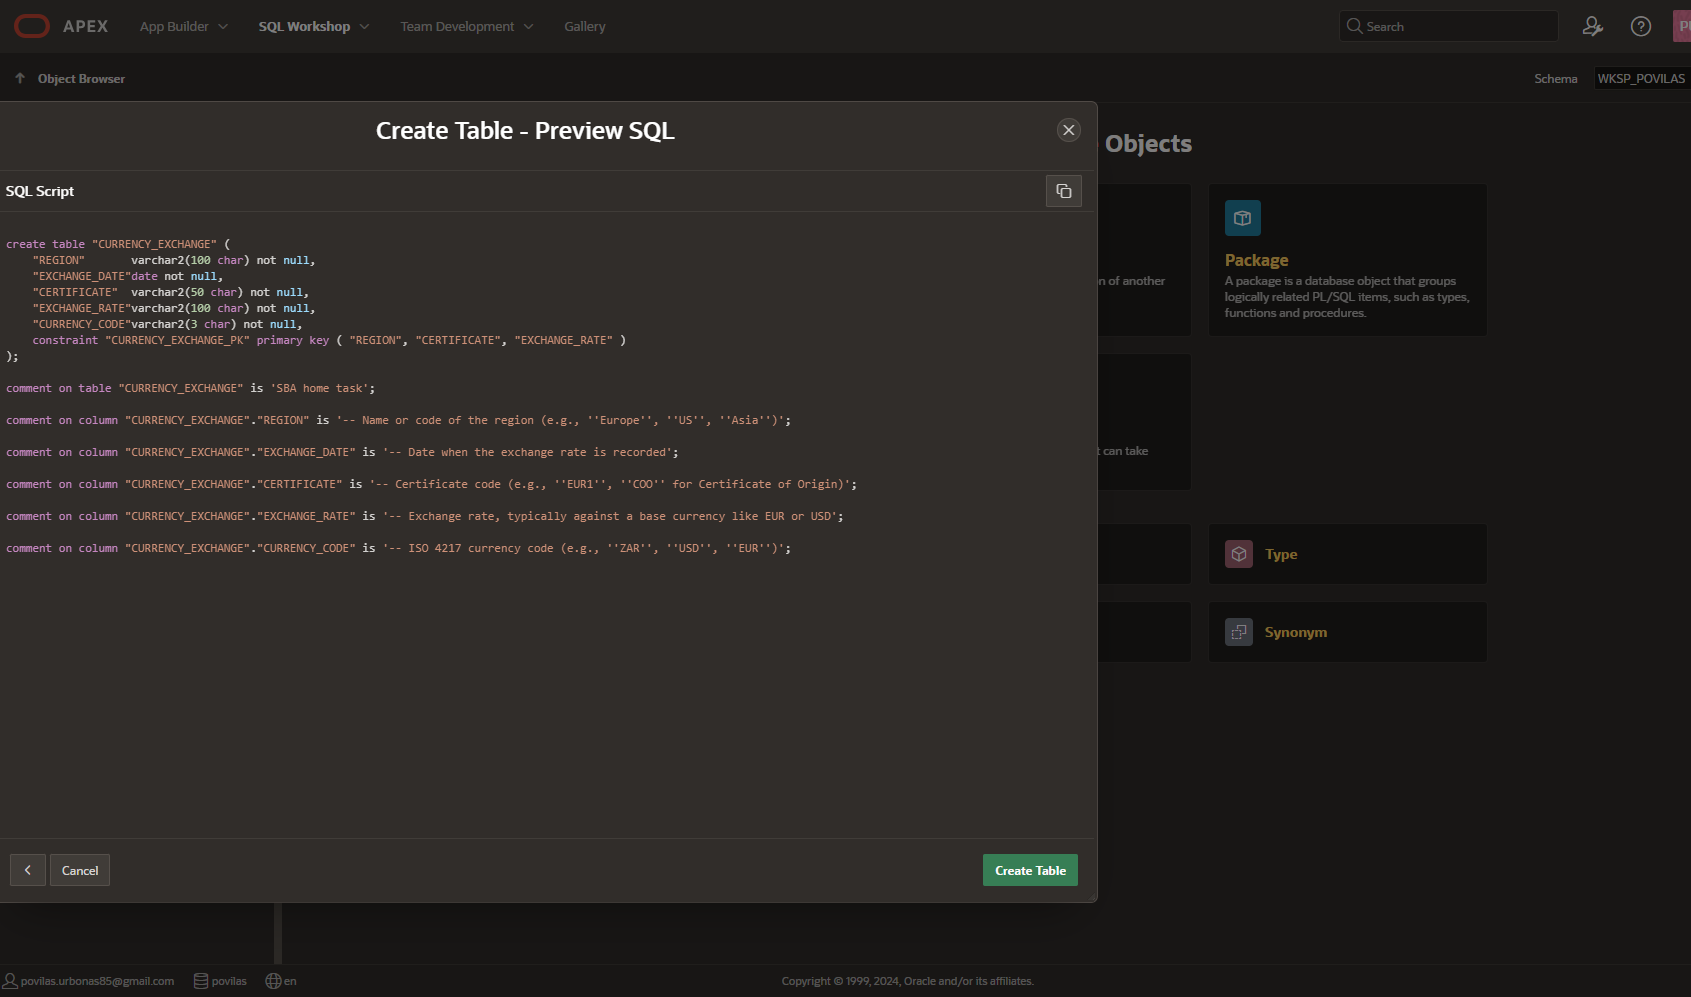 APEX
App Builder
SQL Workshop
Team Development
Gallery
Search
Object Browser
Schema
WKSP_POVILAS
Create Table - Preview SQL
Objects
SQL Script
create table "CURRENCY_EXCHANGE" (
"REGION"       varchar2(100 char) not null,
"EXCHANGE_DATE"date not null,
"CERTIFICATE"  varchar2(50 char) not null,
"EXCHANGE_RATE"varchar2(100 char) not null,
"CURRENCY_CODE"varchar2(3 char) not null,
constraint "CURRENCY_EXCHANGE_PK" primary key ( "REGION", "CERTIFICATE", "EXCHANGE_RATE" )
);
comment on table "CURRENCY_EXCHANGE" is 'SBA home task';
comment on column "CURRENCY_EXCHANGE"."REGION" is '-- Name or code of the region (e.g., ''Europe'', ''US'', ''Asia'')';
comment on column "CURRENCY_EXCHANGE"."EXCHANGE_DATE" is '-- Date when the exchange rate is recorded';
comment on column "CURRENCY_EXCHANGE"."CERTIFICATE" is '-- Certificate code (e.g., ''EUR1'', ''COO'' for Certificate of Origin)';
comment on column "CURRENCY_EXCHANGE"."EXCHANGE_RATE" is '-- Exchange rate, typically against a base currency like EUR or USD';
comment on column "CURRENCY_EXCHANGE"."CURRENCY_CODE" is '-- ISO 4217 currency code (e.g., ''ZAR'', ''USD'', ''EUR'')';
of another
Package
A package is a database object that groups
logically related PL/SQL items, such as types,
functions and procedures.
can take
Type
Synonym
Cancel
Create Table
povilas.urbonas85@gmail.com
povilas
en
Copyright © 1999, 2024, Oracle and/or its affiliates.